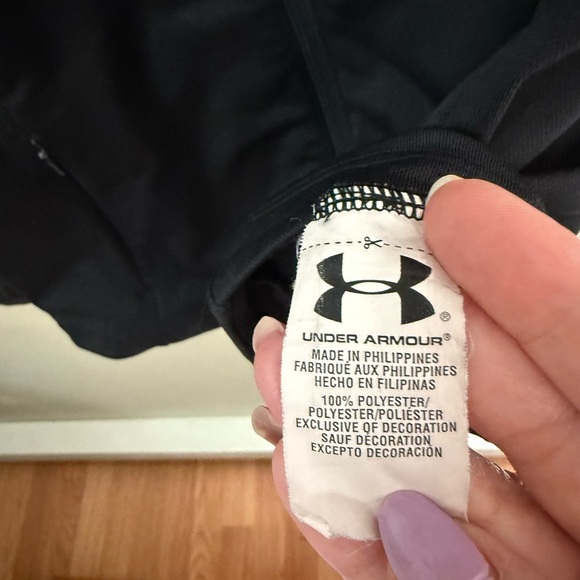 ®
UNDER ARMOUR®
MADE IN PHILIPPINES
FABRIQUÉ AUX PHILIPPINES
HECHO EN FILIPINAS
100% POLYESTER/
POLYESTER/POLIÉSTER
EXCLUSIVE OF DECORATION
SAUF DÉCORATION
EXCEPTO DECORACIÓN